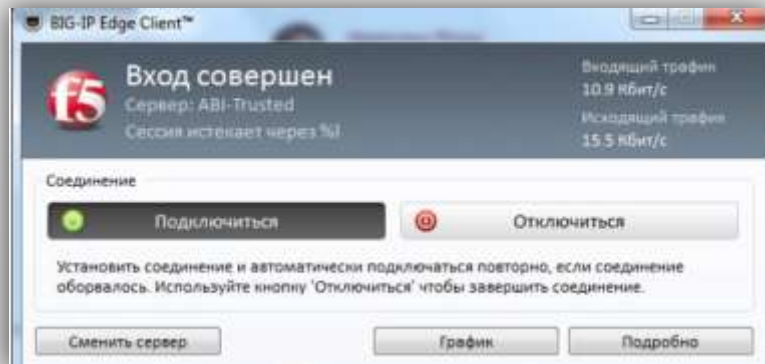 BIG-IP Edge Client™
f5
Вход совершен
Сервер: ABI-Trusted
Сессия истекает через %l
Входящий трафик
10.9 Кбит/с
Исходящий трафик
15.5 Кбит/с
Соединение
Подключиться
Отключиться
Установить соединение и автоматически подключаться повторно, если соединение
оборвалось. Используйте кнопку 'Отключиться' чтобы завершить соединение.
Сменить сервер
График
Подробно